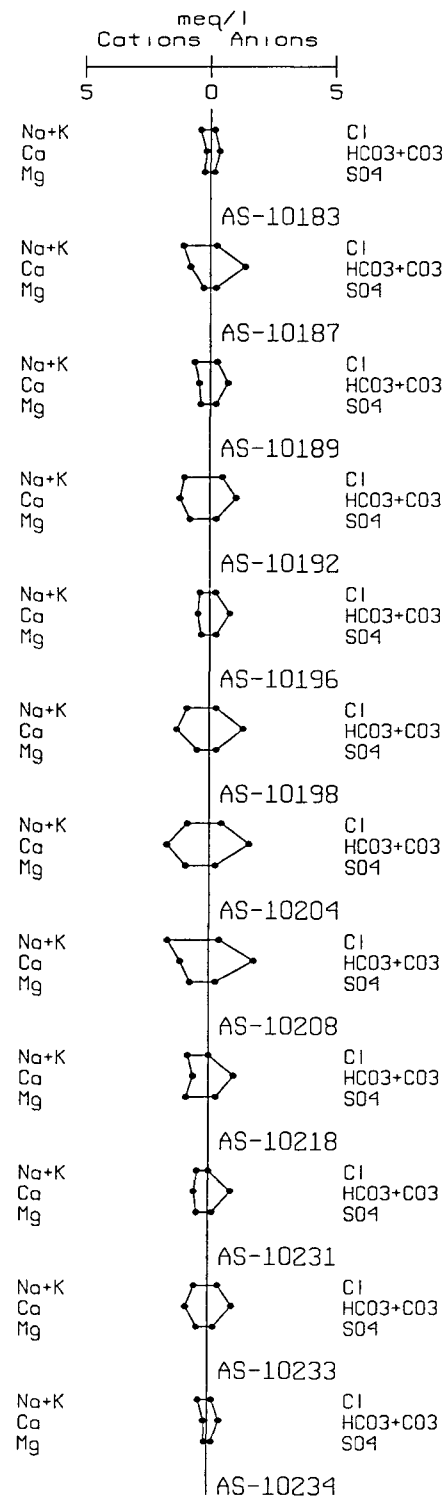 meq/l
Cations Anions
5 0 5
Na+K Cl
Ca HCO3+CO3
Mg SO4
AS-10183
Na+K Cl
Ca HCO3+CO3
Mg SO4
AS-10187
Na+K Cl
Ca HCO3+CO3
Mg SO4
AS-10189
Na+K Cl
Ca HCO3+CO3
Mg SO4
AS-10192
Na+K Cl
Ca HCO3+CO3
Mg SO4
AS-10196
Na+K Cl
Ca HCO3+CO3
Mg SO4
AS-10198
Na+K Cl
Ca HCO3+CO3
Mg SO4
AS-10204
Na+K Cl
Ca HCO3+CO3
Mg SO4
AS-10208
Na+K Cl
Ca HCO3+CO3
Mg SO4
AS-10218
Na+K Cl
Ca HCO3+CO3
Mg SO4
AS-10231
Na+K Cl
Ca HCO3+CO3
Mg SO4
AS-10233
Na+K Cl
Ca HCO3+CO3
Mg SO4
AS-10234